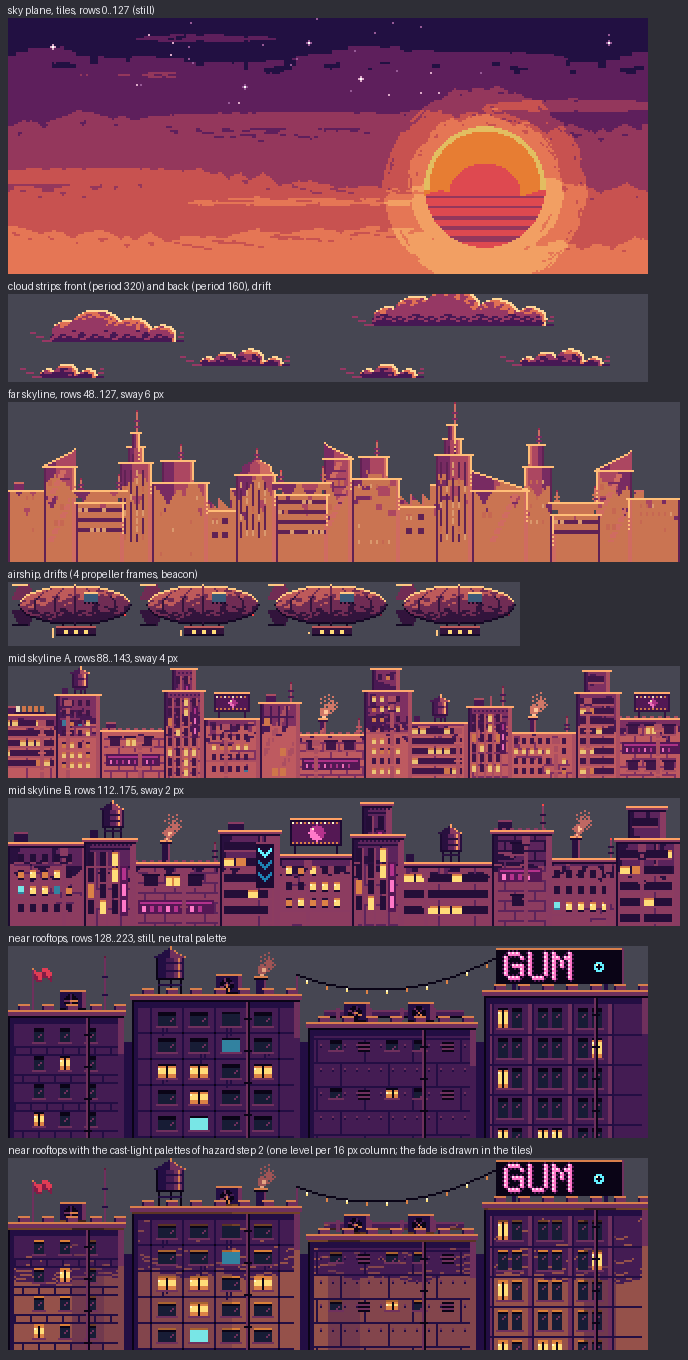 sky plane, tiles, rows 0..127 (still)
cloud strips: front (period 320) and back (period 160), drift
far skyline, rows 48..127, sway 6 px
airship, drifts (4 propeller frames, beacon)
mid skyline A, rows 88..143, sway 4 px
mid skyline B, rows 112..175, sway 2 px
near rooftops, rows 128..223, still, neutral palette
GUM
near rooftops with the cast-light palettes of hazard step 2 (one level per 16 px column; the fade is drawn in the tiles)
GUM